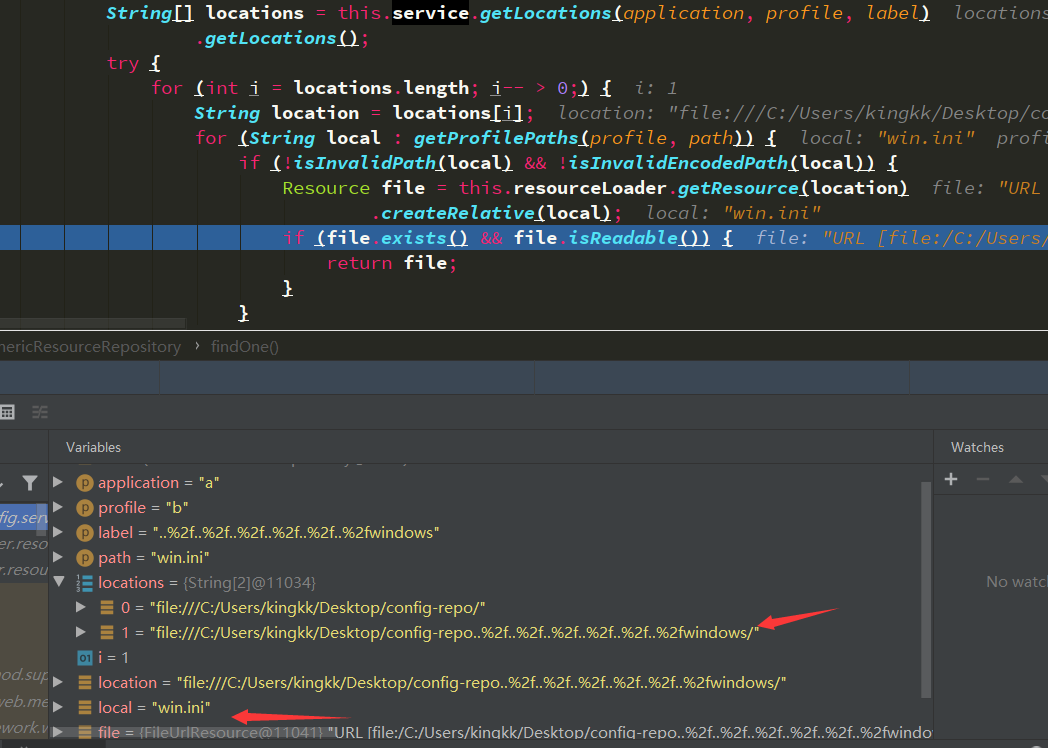 String[] locations = this.service.getLocations(application, profile, label) locations
.getLocations();
try {
for (int i = locations.length; i-- > 0;) { i: 1
String location = locations[i]; location: "file:///C:/Users/kingkk/Desktop/co
for (String local : getProfilePaths(profile, path)) { local: "win.ini" profi
if (!isInvalidPath(local) && !isInvalidEncodedPath(local)) {
Resource file = this.resourceLoader.getResource(location) file: "URL
.createRelative(local); local: "win.ini"
if (file.exists() && file.isReadable()) { file: "URL [file:/C:/Users/
return file;
}
}
nericResourceRepository › findOne()
Variables
Watches
application = "a"
profile = "b"
fig.serv
label = "..%2f..%2f..%2f..%2f..%2f..%2fwindows"
er.reso
path = "win.ini"
r.resou
locations = {String[2]@11034}
No watch
0 = "file:///C:/Users/kingkk/Desktop/config-repo/"
1 = "file:///C:/Users/kingkk/Desktop/config-repo..%2f..%2f..%2f..%2f..%2f..%2fwindows/"
i = 1
od.sup
location = "file:///C:/Users/kingkk/Desktop/config-repo..%2f..%2f..%2f..%2f..%2f..%2fwindows/"
web.me
local = "win.ini"
work.w
file = {FileUrlResource@11041} "URL [file:/C:/Users/kingkk/Desktop/config-repo..%2f..%2f..%2f..%2f..%2f..%2fwindo